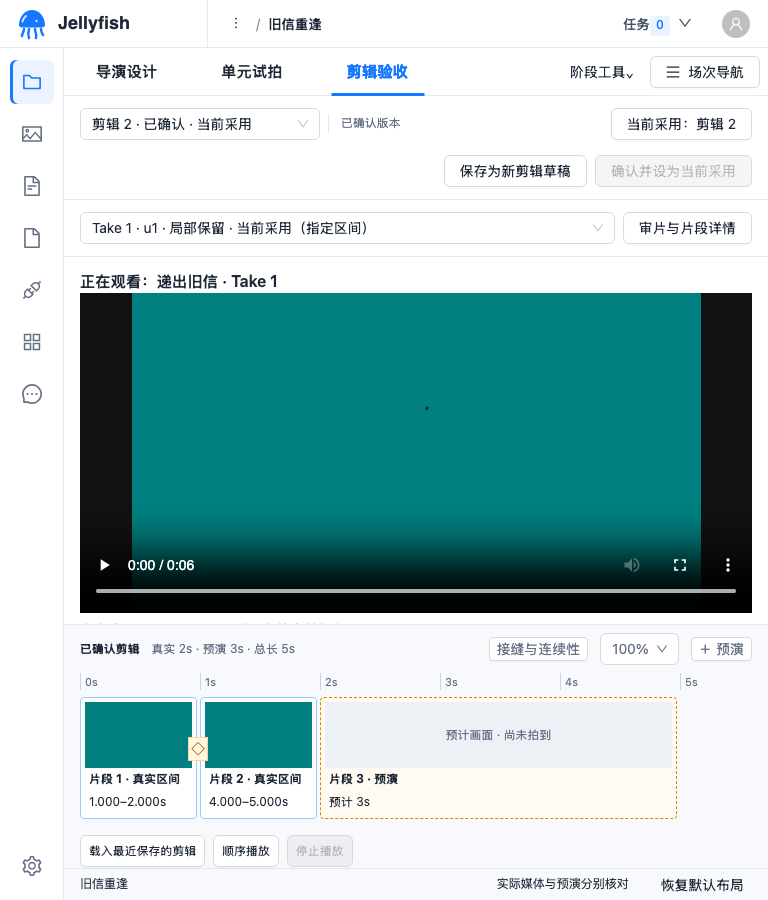 Jellyfish
/ 旧信重逢
任务 0
导演设计
单元试拍
剪辑验收
阶段工具
场次导航
剪辑 2 · 已确认 · 当前采用
已确认版本
当前采用：剪辑 2
保存为新剪辑草稿
确认并设为当前采用
Take 1 · u1 · 局部保留 · 当前采用（指定区间）
审片与片段详情
正在观看：递出旧信 · Take 1
0:00 / 0:06
已确认剪辑
真实 2s · 预演 3s · 总长 5s
接缝与连续性
100%
+ 预演
0s
1s
2s
3s
4s
5s
预计画面 · 尚未拍到
片段 1 · 真实区间
1.000–2.000s
片段 2 · 真实区间
4.000–5.000s
片段 3 · 预演
预计 3s
载入最近保存的剪辑
顺序播放
停止播放
旧信重逢
实际媒体与预演分别核对
恢复默认布局